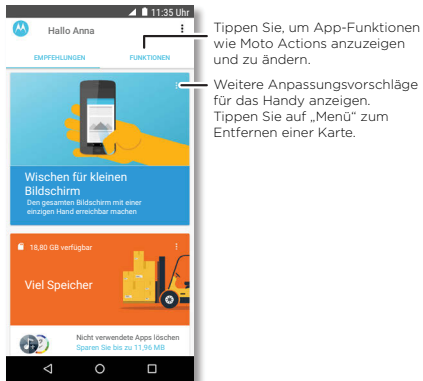 11:35 Uhr
Hallo Anna
EMPFEHLUNGEN FUNKTIONEN
Wischen für kleinen
Bildschirm
Den gesamten Bildschirm mit einer
einzigen Hand erreichbar machen
18,80 GB verfügbar
Viel Speicher
Nicht verwendete Apps löschen
Sparen Sie bis zu 11,96 MB
Tippen Sie, um App-Funktionen
wie Moto Actions anzuzeigen
und zu ändern.
Weitere Anpassungsvorschläge
für das Handy anzeigen.
Tippen Sie auf „Menü“ zum
Entfernen einer Karte.